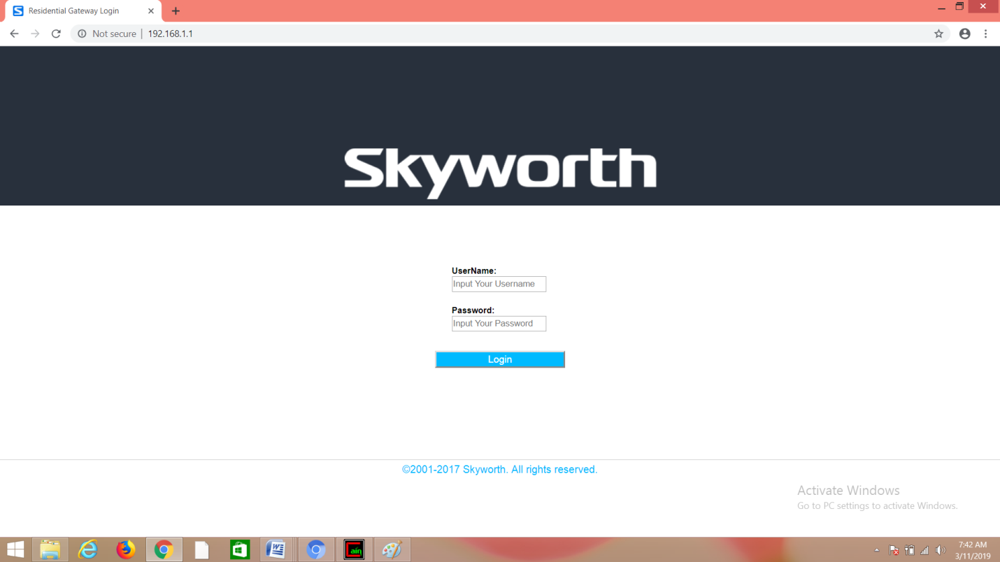 Residential Gateway Login
Not secure | 192.168.1.1
Skyworth
UserName:
Input Your Username
Password:
Input Your Password
Login
©2001-2017 Skyworth. All rights reserved.
Activate Windows
Go to PC settings to activate Windows.
aın
7:42 AM
3/11/2019